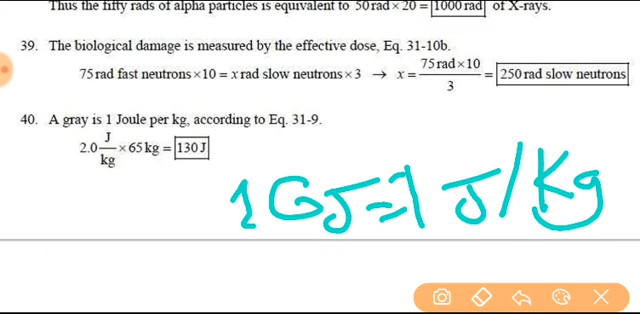 Thus the fifty rads of alpha particles is equivalent to 50 rad × 20 = 1000 rad of X-rays.
39. The biological damage is measured by the effective dose, Eq. 31-10b.
75 rad fast neutrons × 10 = x rad slow neutrons × 3 → x = 75 rad × 10 / 3 = 250 rad slow neutrons
40. A gray is 1 Joule per kg, according to Eq. 31-9.
2.0 J/kg × 65 kg = 130 J
1 GJ = 1 J/Kg